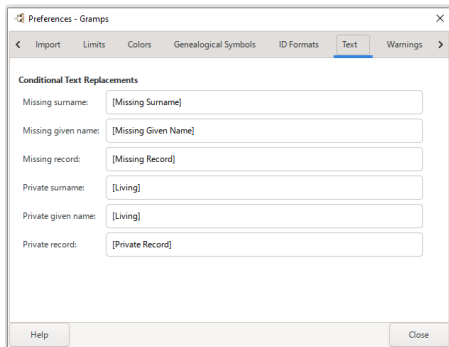 Preferences - Gramps
Import Limits Colors Genealogical Symbols ID Formats Text Warnings
Conditional Text Replacements
Missing surname: [Missing Surname]
Missing given name: [Missing Given Name]
Missing record: [Missing Record]
Private surname: [Living]
Private given name: [Living]
Private record: [Private Record]
Help Close